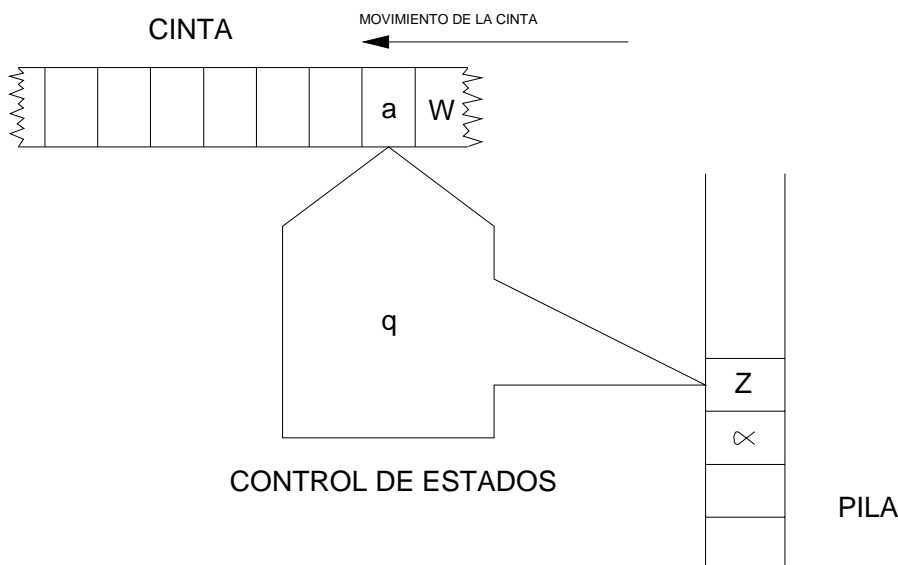 MOVIMIENTO DE LA CINTA
CINTA
a W
q
Z
∝
CONTROL DE ESTADOS
PILA